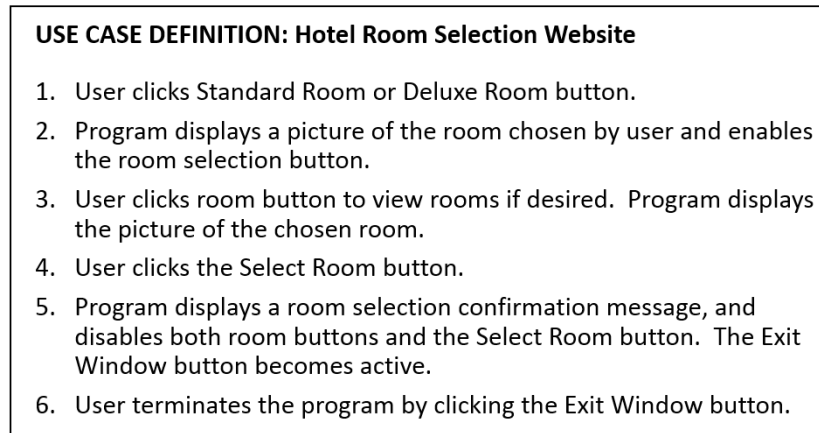 USE CASE DEFINITION: Hotel Room Selection Website
1. User clicks Standard Room or Deluxe Room button.
2. Program displays a picture of the room chosen by user and enables
the room selection button.
3. User clicks room button to view rooms if desired.  Program displays
the picture of the chosen room.
4. User clicks the Select Room button.
5. Program displays a room selection confirmation message, and
disables both room buttons and the Select Room button.  The Exit
Window button becomes active.
6. User terminates the program by clicking the Exit Window button.